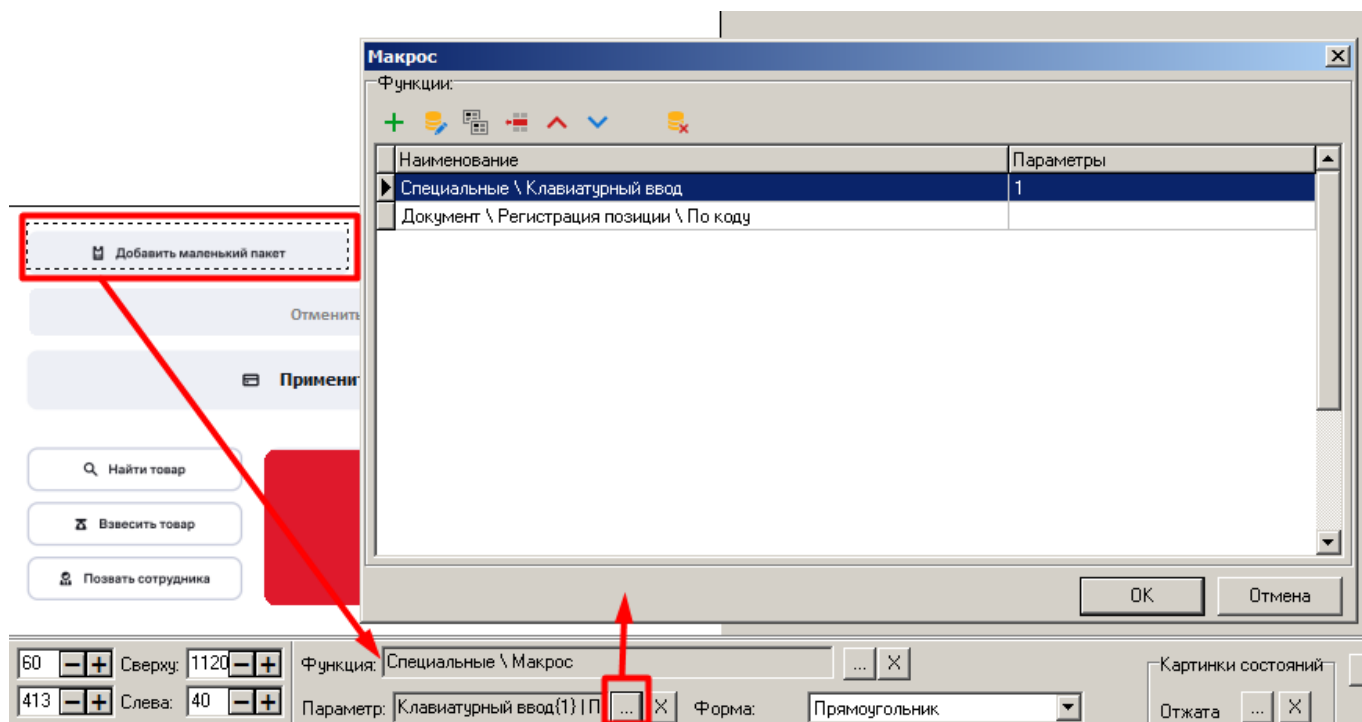 Макрос
Функции:
Наименование Параметры
Специальные \ Клавиатурный ввод 1
Документ \ Регистрация позиции \ По коду
Добавить маленький пакет
Отменить
Применит
Найти товар
Взвесить товар
Позвать сотрудника
OK Отмена
60 Сверху: 1120 Функция: Специальные \ Макрос ... X Картинки состояний
413 Слева: 40 Параметр: Клавиатурный ввод{1} | П ... X Форма: Прямоугольник Отжата ... X